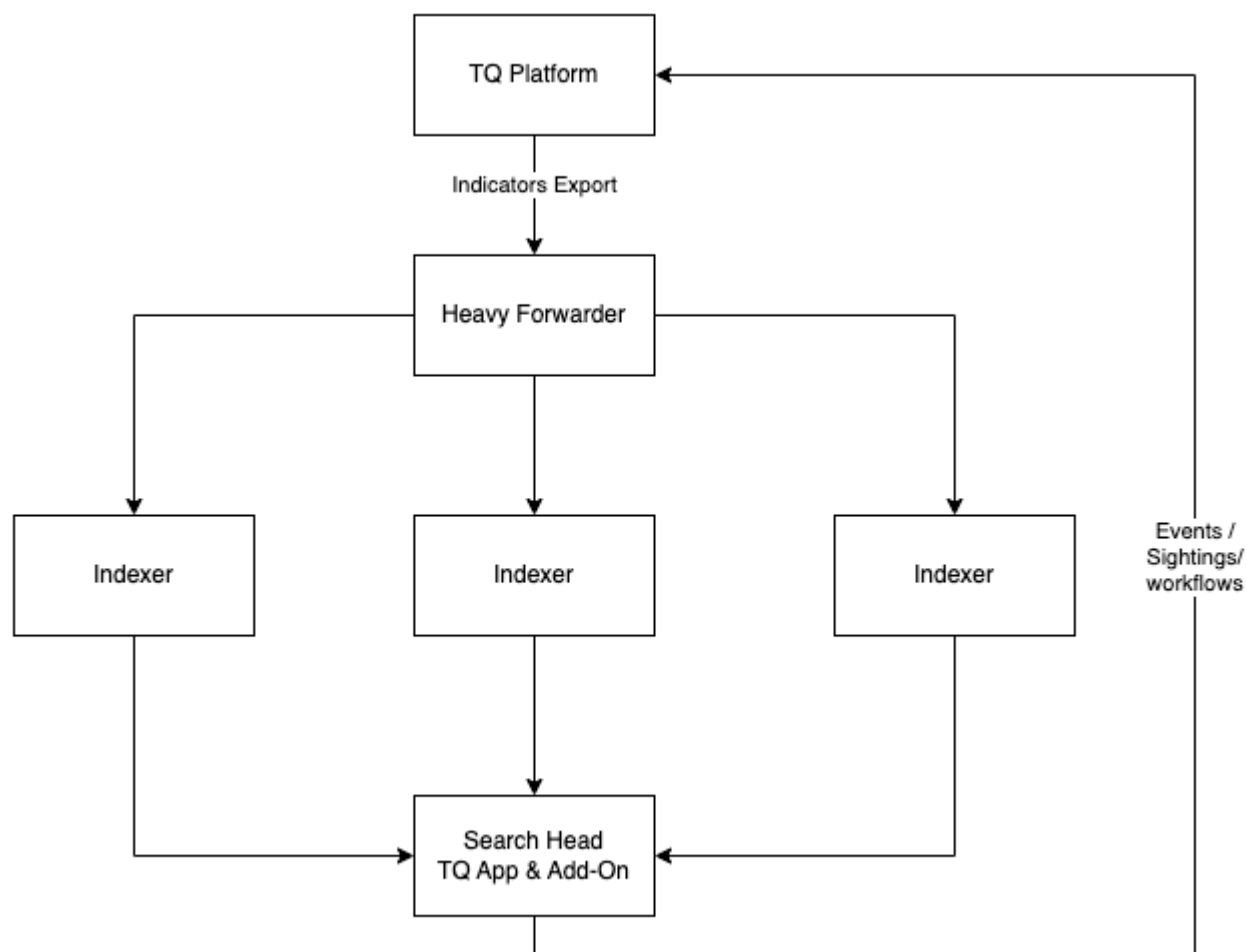 TQ Platform
Indicators Export
Heavy Forwarder
Indexer
Indexer
Indexer
Events /
Sightings/
workflows
Search Head
TQ App & Add-On